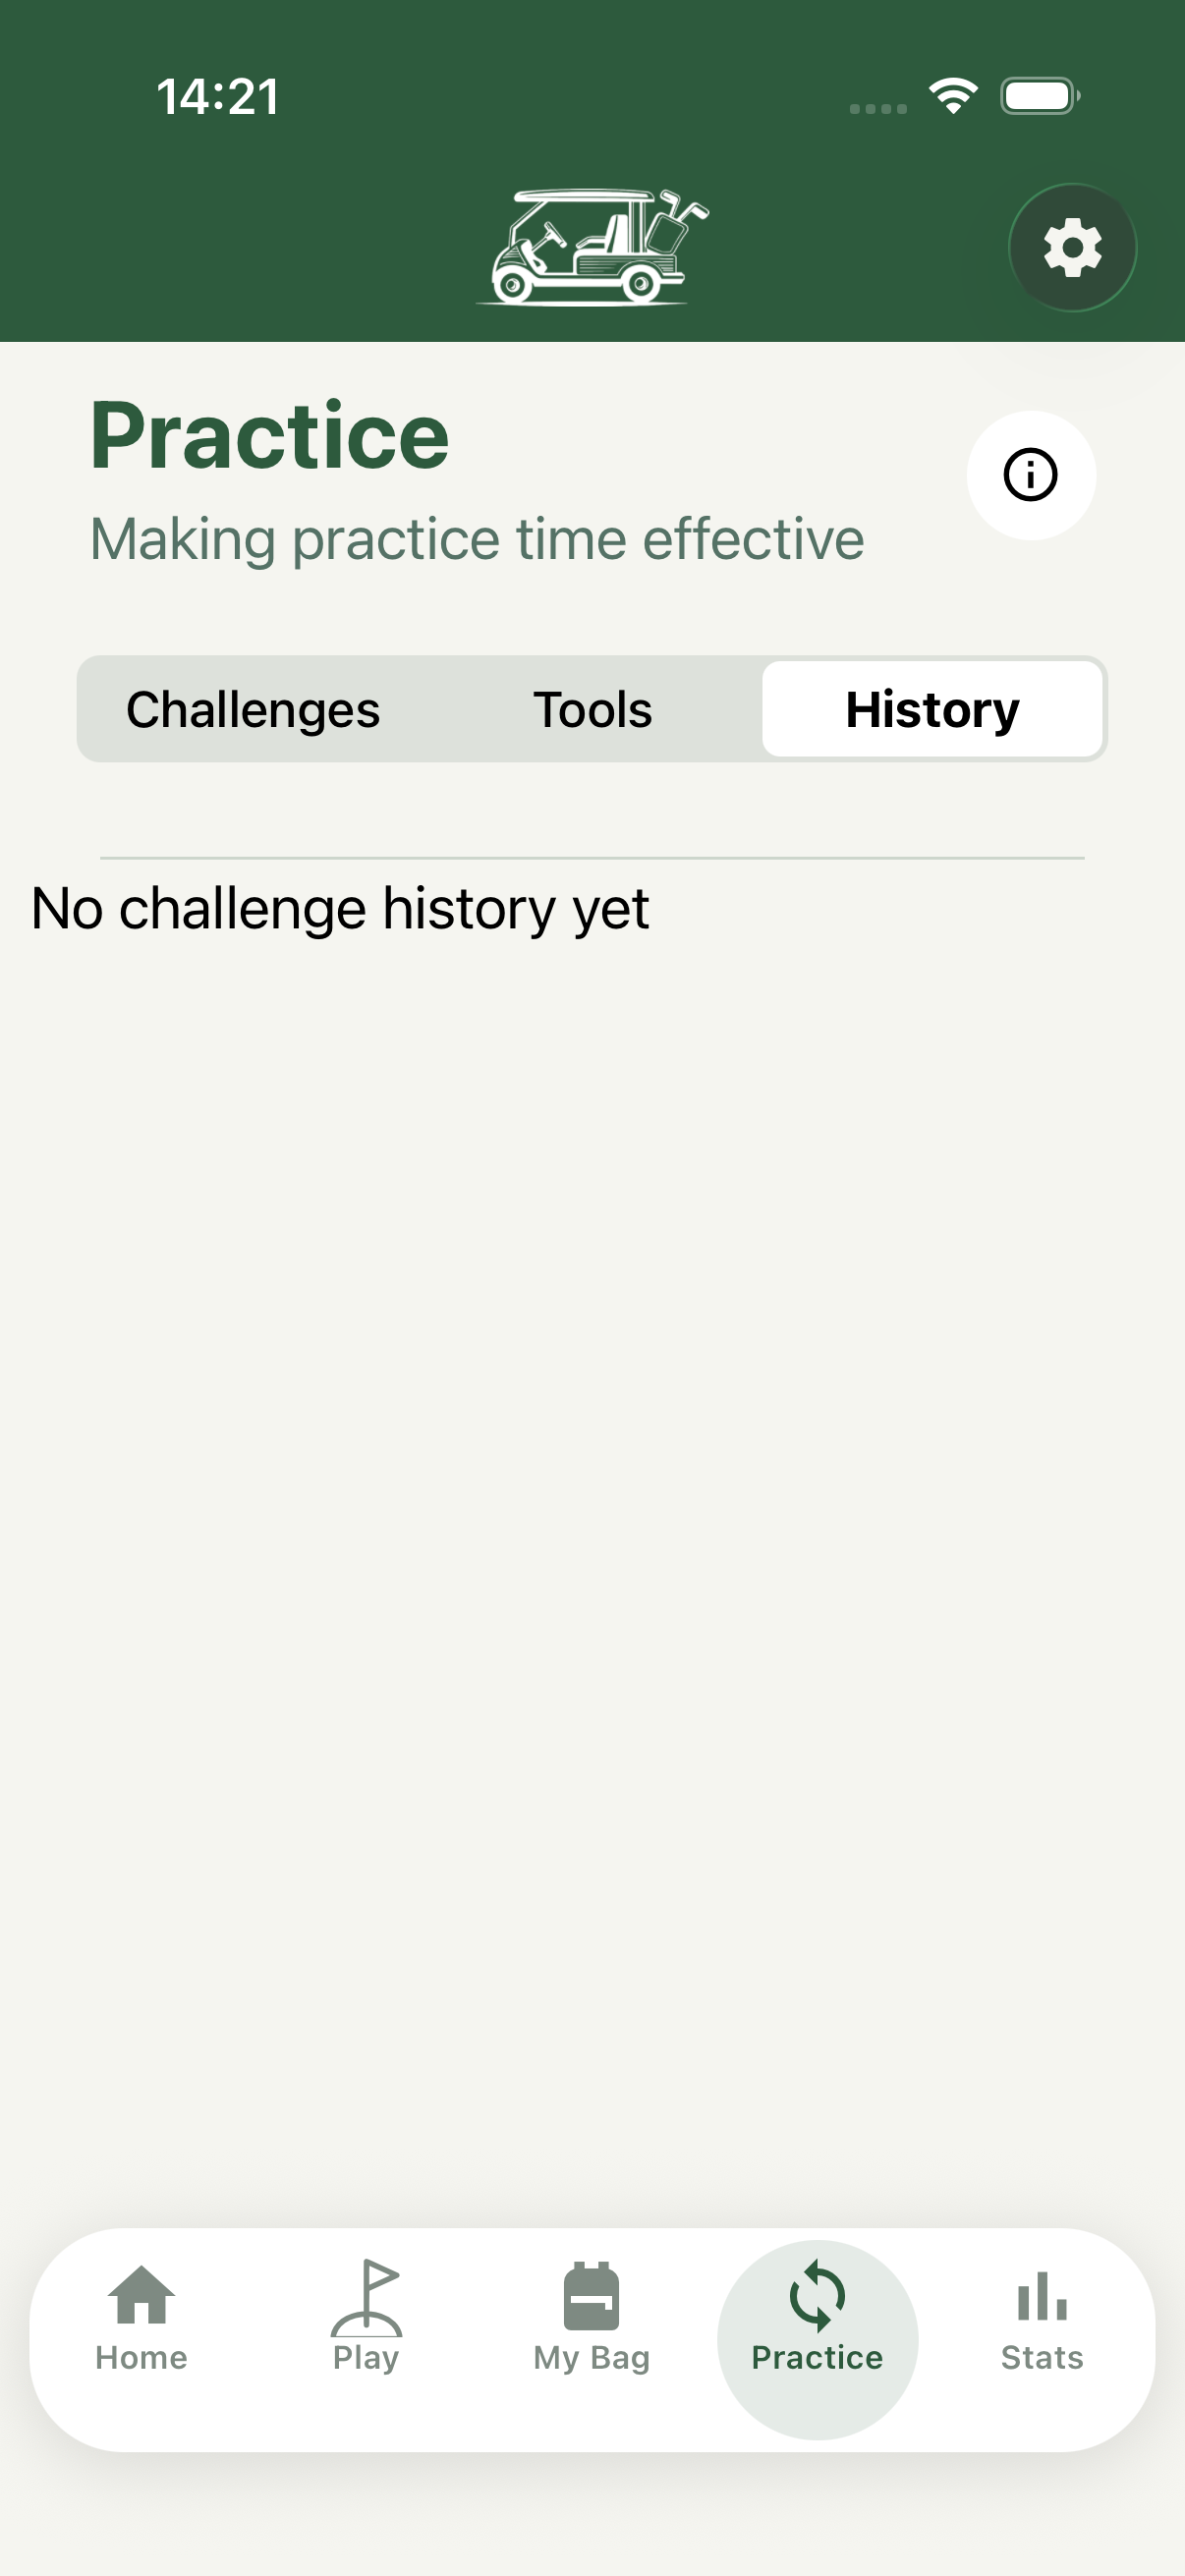 14:21
Practice
Making practice time effective
Challenges Tools History
No challenge history yet
Home Play My Bag Practice Stats